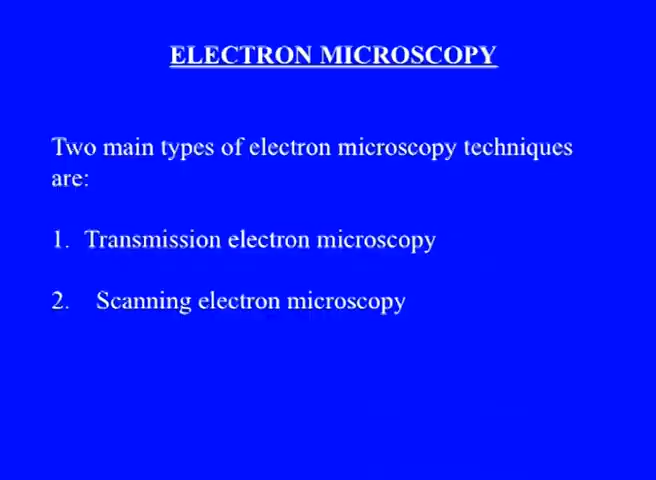 ELECTRON MICROSCOPY
Two main types of electron microscopy techniques
are:
1. Transmission electron microscopy
2. Scanning electron microscopy